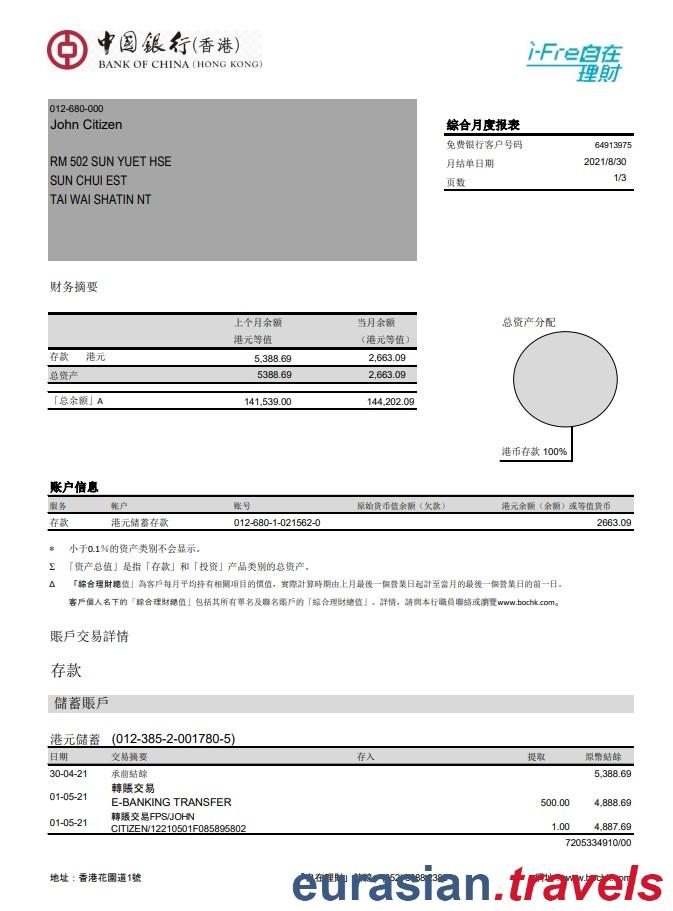 中國銀行(香港)
BANK OF CHINA (HONG KONG)
i-Free自在
理財
012-680-000
John Citizen
RM 502 SUN YUET HSE
SUN CHUI EST
TAI WAI SHATIN NT
綜合月度报表
免费银行客户号码 64913975
月结单日期 2021/8/30
页数 1/3
财务摘要
上个月余额 当月余额
港元等值 （港元等值）
存款 港元 5,388.69 2,663.09
总资产 5388.69 2,663.09
「总余额」A 141,539.00 144,202.09
总资产分配
港币存款 100%
账户信息
服务 帐户 账号 原始货币值余额（欠款） 港元余额（余额）或等值货币
存款 港元儲蓄存款 012-680-1-021562-0 2663.09
* 小于0.1%的资产类别不会显示。
Σ 「资产总值」是指「存款」和「投资」产品类别的总资产。
Δ 「綜合理財總值」為客戶每月平均持有相關項目的價值，實際計算時期由上月最後一個營業日起計至當月的最後一個營業日的前一日。
客戶個人名下的「綜合理財總值」包括其所有單名及聯名賬戶的「綜合理財總值」。詳情，請與本行職員聯絡或瀏覽www.bochk.com。
賬戶交易詳情
存款
儲蓄賬戶
港元儲蓄 (012-385-2-001780-5)
日期 交易摘要 存入 提取 原幣結餘
30-04-21 承前結餘 5,388.69
轉賬交易
01-05-21 E-BANKING TRANSFER 500.00 4,888.69
轉賬交易FPS/JOHN
01-05-21 CITIZEN/12210501F085895802 1.00 4,887.69
7205334910/00
地址：香港花園道1號
www.bochk.com
eurasian.travels